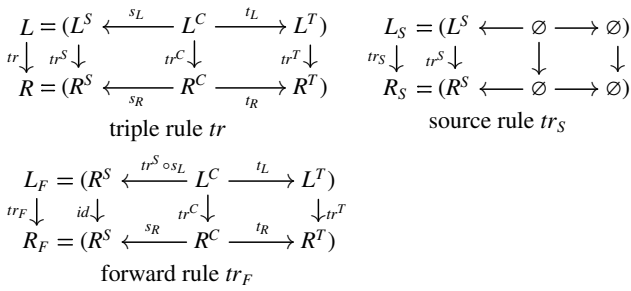 L = (L^S ←s_L— L^C —t_L→ L^T)
tr ↓ tr^S ↓ tr^C ↓ tr^T ↓
R = (R^S ←s_R— R^C —t_R→ R^T)
triple rule tr
L_S = (L^S ←— ∅ —→ ∅)
tr_S ↓ tr^S ↓ ↓ ↓
R_S = (R^S ←— ∅ —→ ∅)
source rule tr_S
L_F = (R^S ←tr^S ∘ s_L— L^C —t_L→ L^T)
tr_F ↓ id ↓ tr^C ↓ ↓ tr^T
R_F = (R^S ←s_R— R^C —t_R→ R^T)
forward rule tr_F